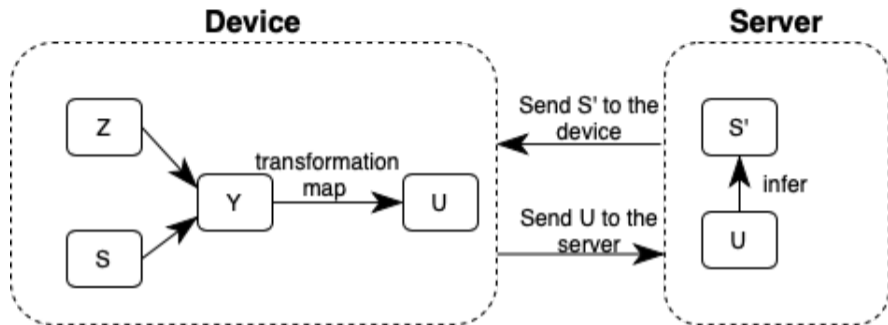 Device
Server
Z
S
Y
transformation
map
U
Send S' to the
device
Send U to the
server
S'
infer
U